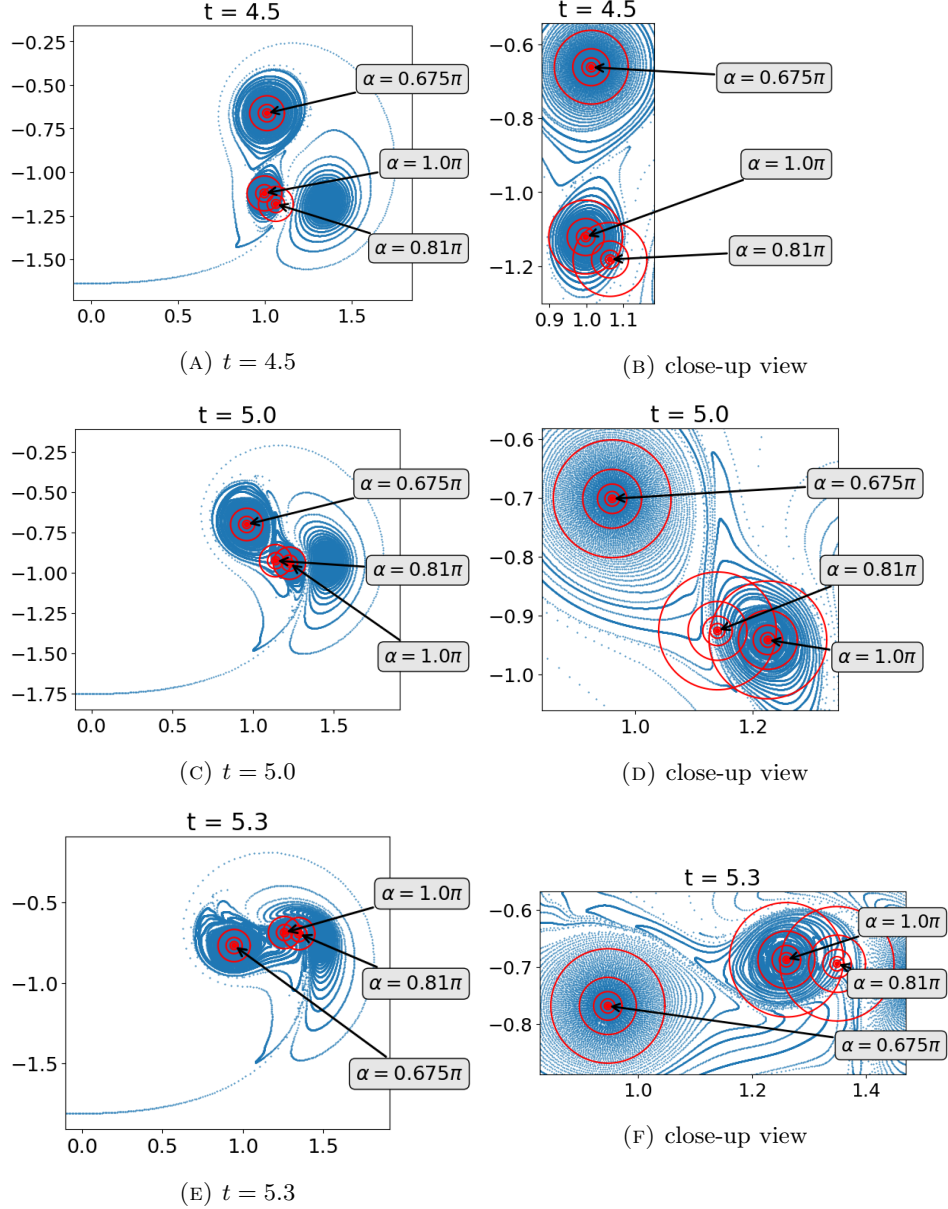 t = 4.5
−0.25
−0.50
−0.75
−1.00
−1.25
−1.50
0.0 0.5 1.0 1.5
α = 0.675π
α = 1.0π
α = 0.81π
(A) t = 4.5
t = 4.5
−0.6
−0.8
−1.0
−1.2
0.9 1.0 1.1
α = 0.675π
α = 1.0π
α = 0.81π
(B) close-up view
t = 5.0
−0.25
−0.50
−0.75
−1.00
−1.25
−1.50
−1.75
0.0 0.5 1.0 1.5
α = 0.675π
α = 0.81π
α = 1.0π
(C) t = 5.0
t = 5.0
−0.6
−0.7
−0.8
−0.9
−1.0
1.0 1.2
α = 0.675π
α = 0.81π
α = 1.0π
(D) close-up view
t = 5.3
−0.5
−1.0
−1.5
0.0 0.5 1.0 1.5
α = 1.0π
α = 0.81π
α = 0.675π
(E) t = 5.3
t = 5.3
−0.6
−0.7
−0.8
1.0 1.2 1.4
α = 1.0π
α = 0.81π
α = 0.675π
(F) close-up view